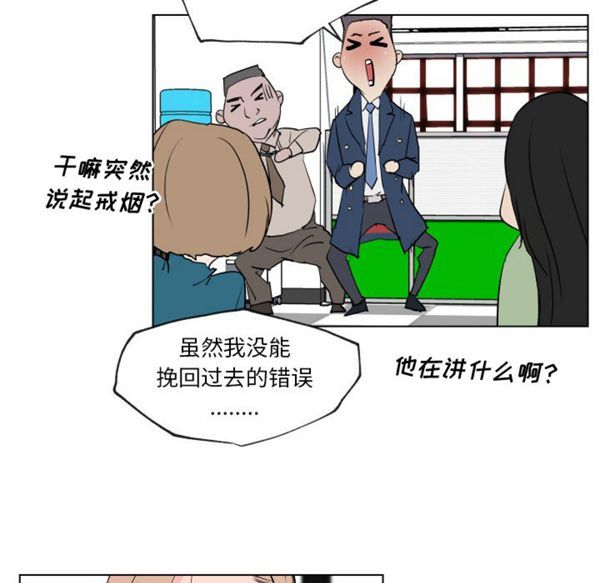 干嘛突然
说起戒烟?
虽然我没能
挽回过去的错误
........
他在讲什么啊?